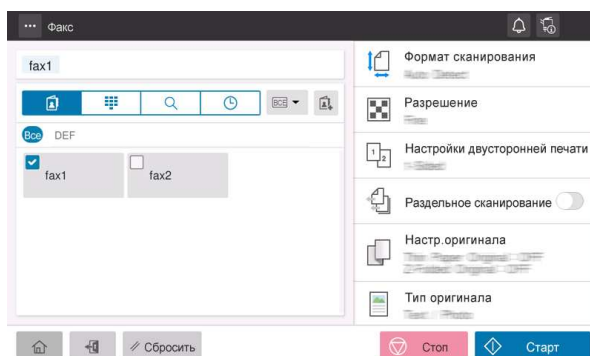 Факс
fax1
Все
Все
DEF
fax1
fax2
Сбросить
Формат сканирования
Разрешение
Настройки двусторонней печати
Раздельное сканирование
Настр.оригинала
Тип оригинала
Стоп
Старт